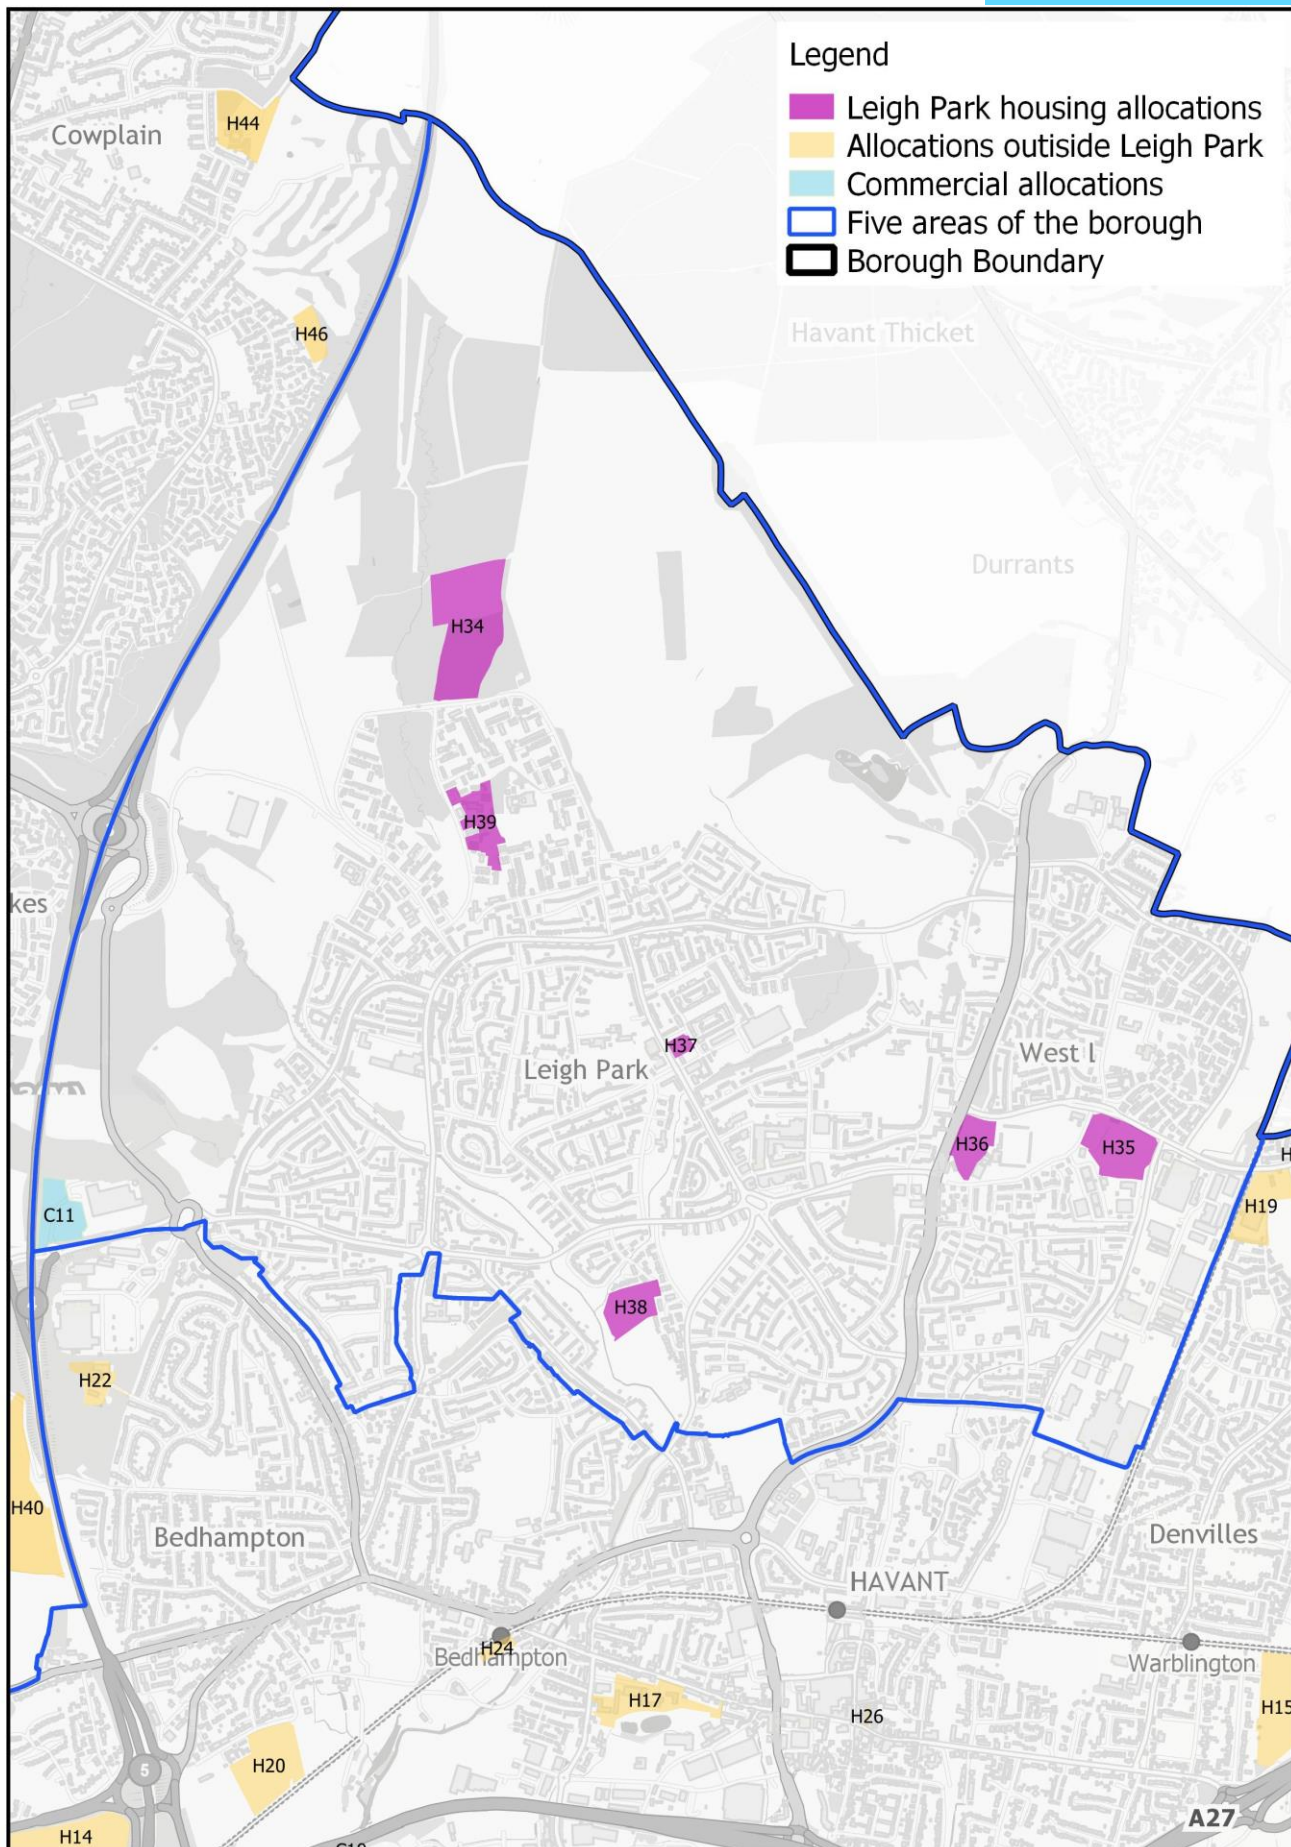 Legend
Leigh Park housing allocations
Allocations outiside Leigh Park
Commercial allocations
Five areas of the borough
Borough Boundary
H44
Cowplain
H46
Havant Thicket
Durrants
H34
H39
kes
H37
Leigh Park
West l
H36
H35
H
H19
C11
H38
H22
H40
Bedhampton
Denvilles
HAVANT
H24
Bedhampton
Warblington
H17
H26
H15
H20
5
A27
H14